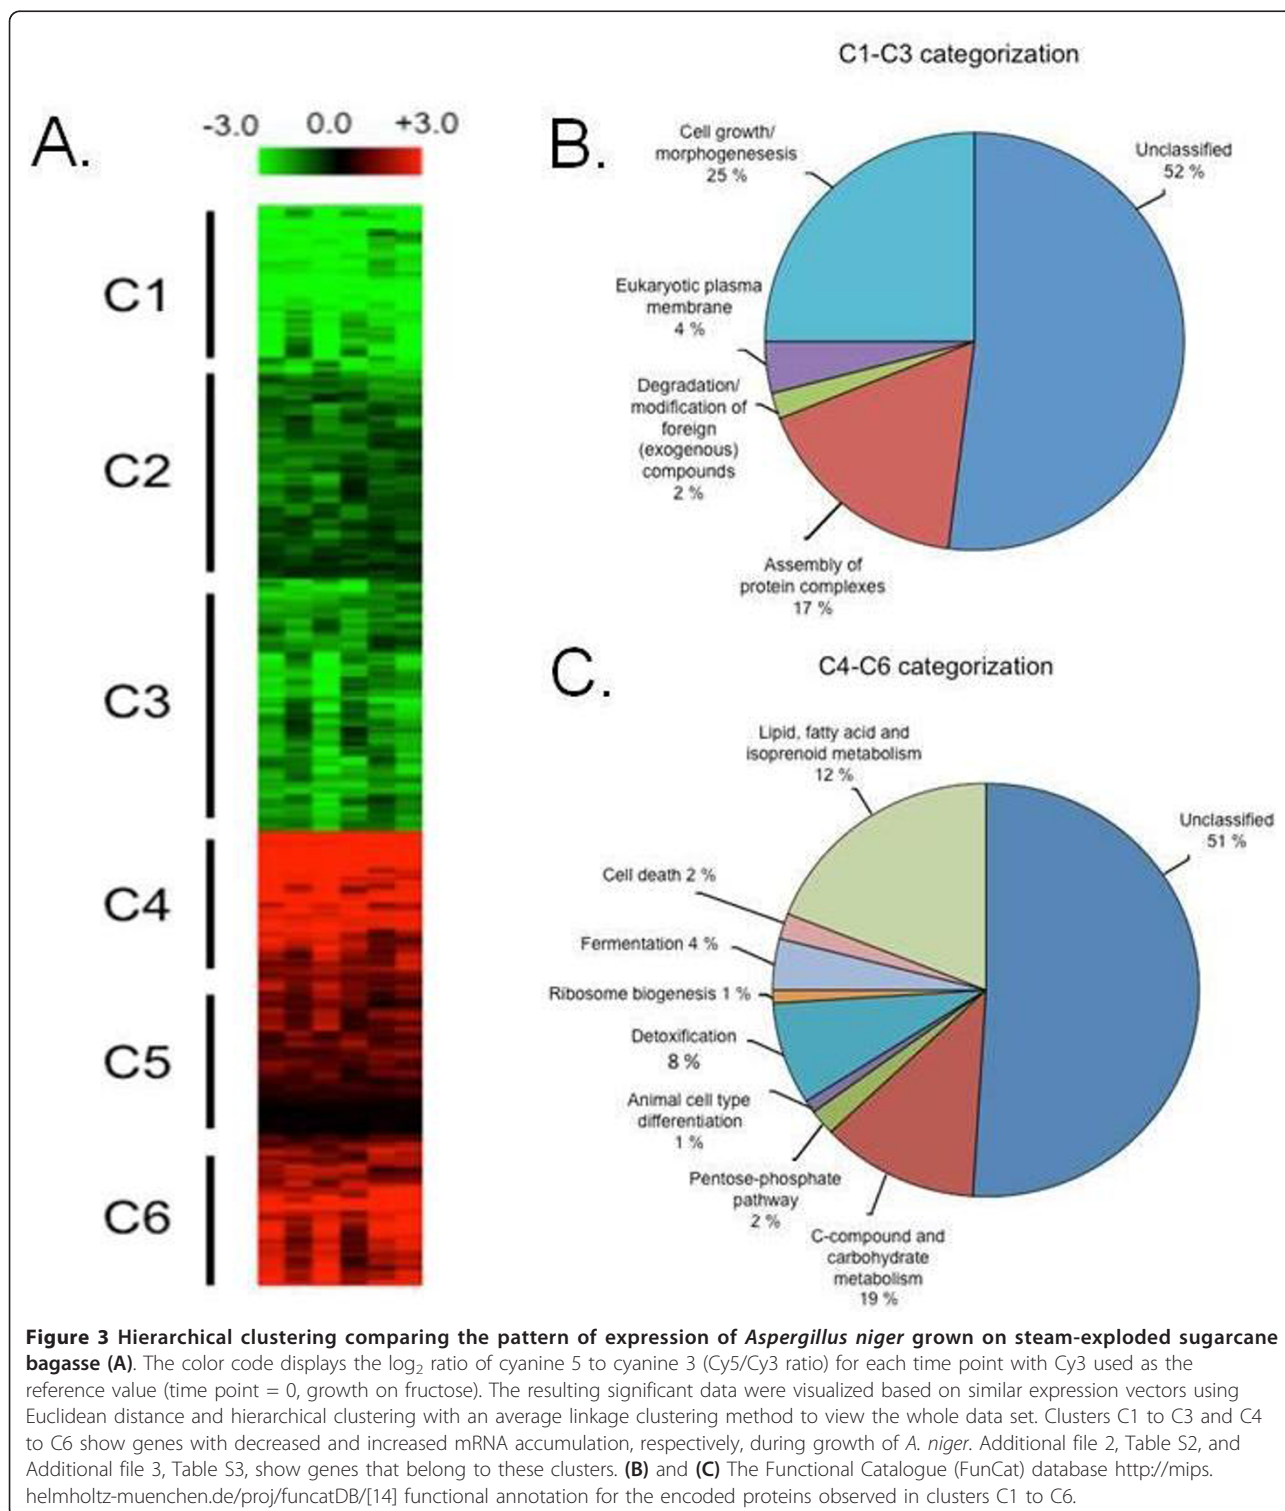 A.
-3.0 0.0 +3.0
C1
C2
C3
C4
C5
C6
C1-C3 categorization
B.
Cell growth/
morphogenesesis
25 %
Unclassified
52 %
Eukaryotic plasma
membrane
4 %
Degradation/
modification of
foreign
(exogenous)
compounds
2 %
Assembly of
protein complexes
17 %
C4-C6 categorization
C.
Lipid, fatty acid and
isoprenoid metabolism
12 %
Unclassified
51 %
Cell death 2 %
Fermentation 4 %
Ribosome biogenesis 1 %
Detoxification
8 %
Animal cell type
differentiation
1 %
Pentose-phosphate
pathway
2 %
C-compound and
carbohydrate
metabolism
19 %
Figure 3 Hierarchical clustering comparing the pattern of expression of Aspergillus niger grown on steam-exploded sugarcane
bagasse (A). The color code displays the log2 ratio of cyanine 5 to cyanine 3 (Cy5/Cy3 ratio) for each time point with Cy3 used as the
reference value (time point = 0, growth on fructose). The resulting significant data were visualized based on similar expression vectors using
Euclidean distance and hierarchical clustering with an average linkage clustering method to view the whole data set. Clusters C1 to C3 and C4
to C6 show genes with decreased and increased mRNA accumulation, respectively, during growth of A. niger. Additional file 2, Table S2, and
Additional file 3, Table S3, show genes that belong to these clusters. (B) and (C) The Functional Catalogue (FunCat) database http://mips.
helmholtz-muenchen.de/proj/funcatDB/[14] functional annotation for the encoded proteins observed in clusters C1 to C6.